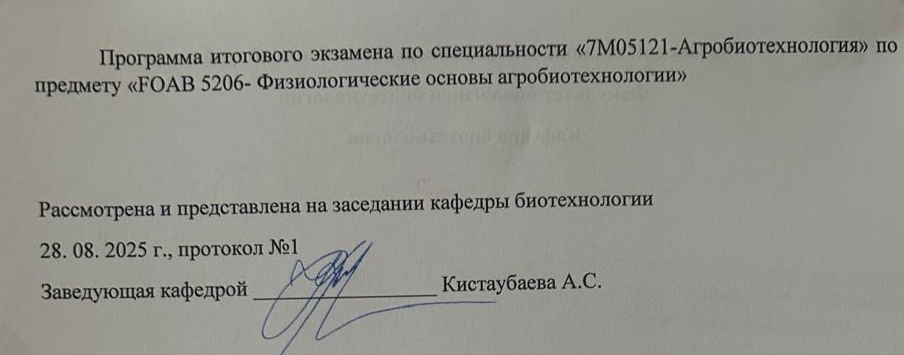 Программа итогового экзамена по специальности «7М05121-Агробиотехнология» по
предмету «FOAB 5206- Физиологические основы агробиотехнологии»
Рассмотрена и представлена на заседании кафедры биотехнологии
28. 08. 2025 г., протокол №1
Заведующая кафедрой _________________ Кистаубаева А.С.